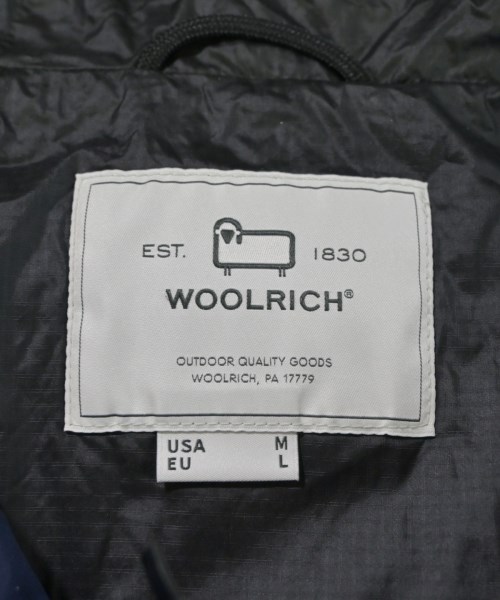 EST. 1830
WOOLRICH®
OUTDOOR QUALITY GOODS
WOOLRICH, PA 17779
USA M
EU L